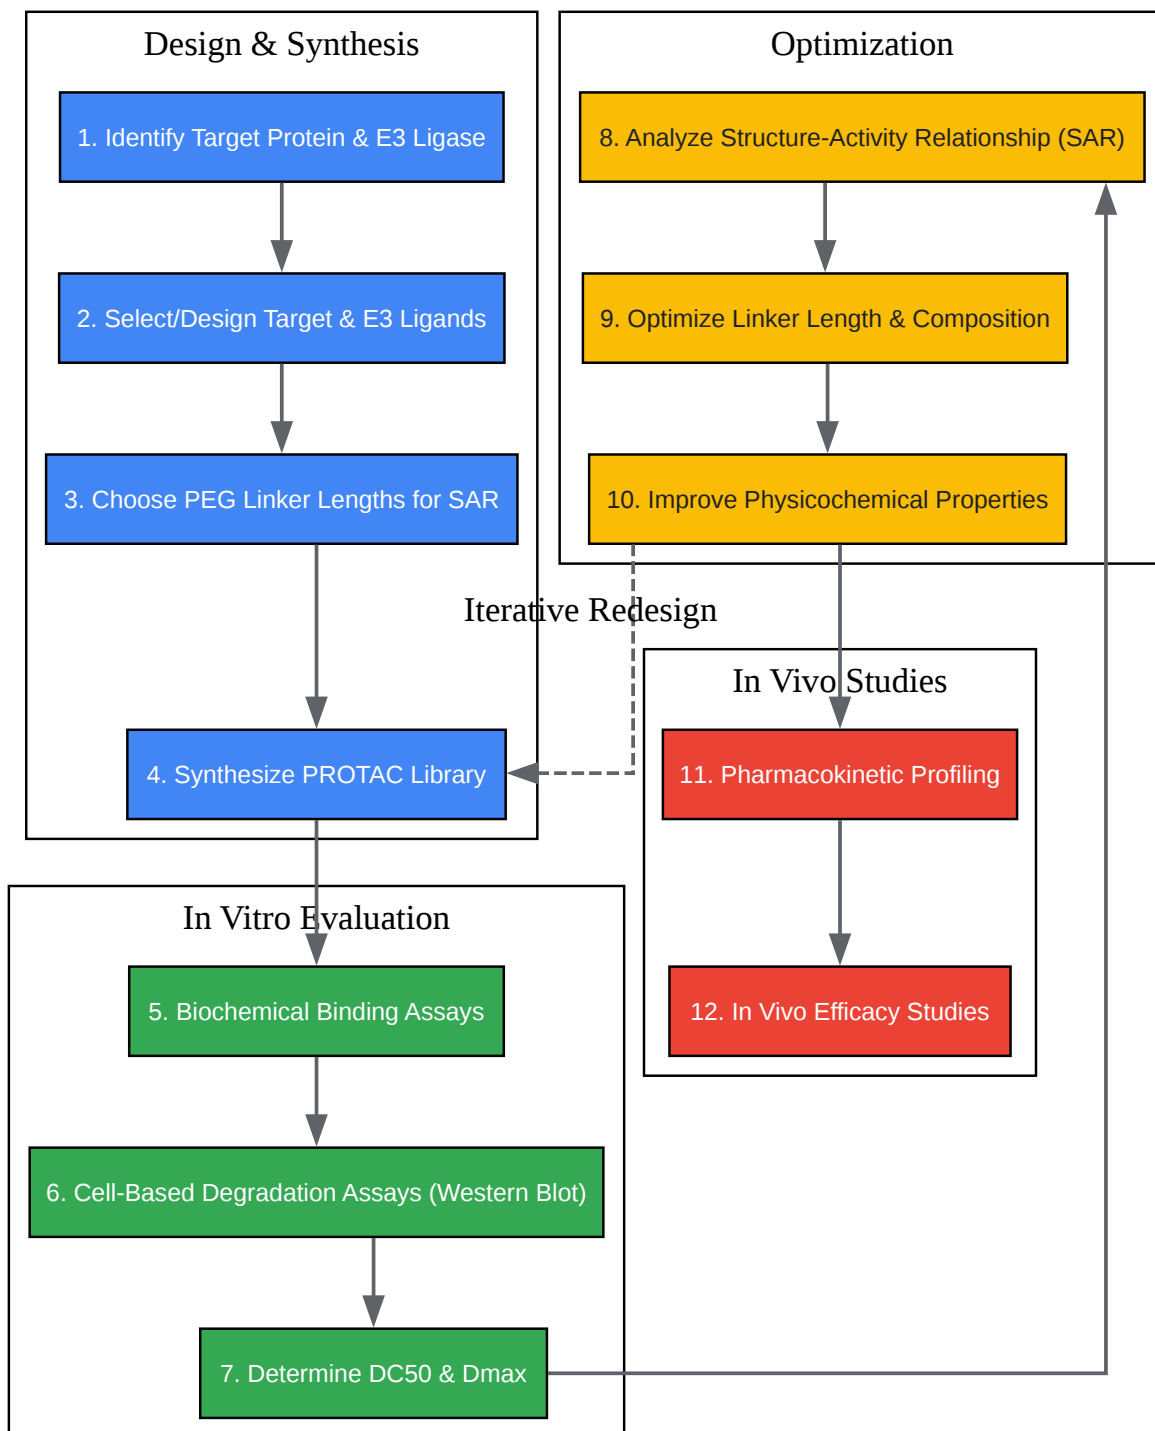 Design & Synthesis
1. Identify Target Protein & E3 Ligase
2. Select/Design Target & E3 Ligands
3. Choose PEG Linker Lengths for SAR
4. Synthesize PROTAC Library
In Vitro Evaluation
5. Biochemical Binding Assays
6. Cell-Based Degradation Assays (Western Blot)
7. Determine DC50 & Dmax
Optimization
8. Analyze Structure-Activity Relationship (SAR)
9. Optimize Linker Length & Composition
10. Improve Physicochemical Properties
Iterative Redesign
In Vivo Studies
11. Pharmacokinetic Profiling
12. In Vivo Efficacy Studies